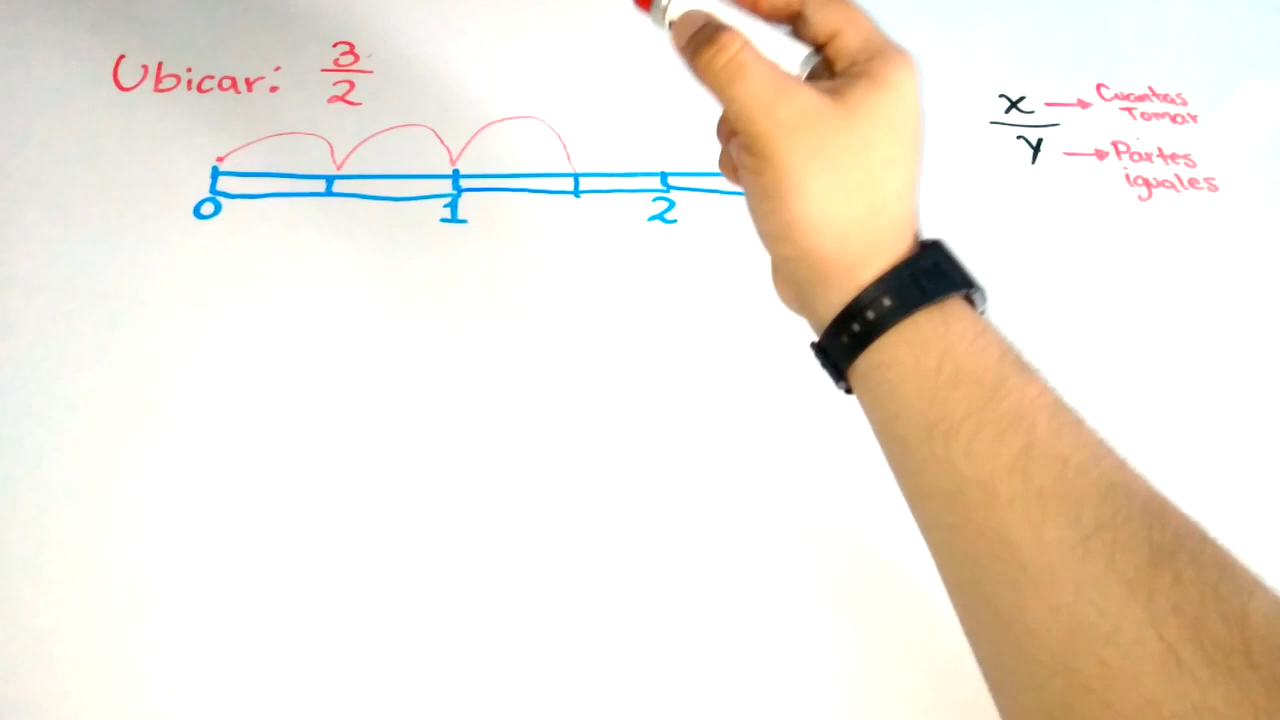 Ubicar: 3/2
0 1 2
x → Cuantas
Tomar
y → Partes
iguales